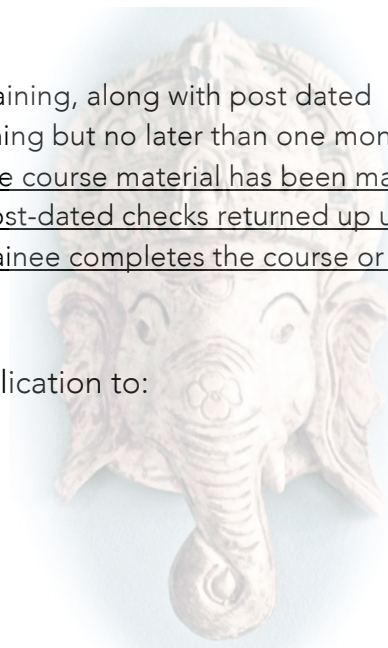 aining, along with post dated
ning but no later than one mon
e course material has been ma
ost-dated checks returned up u
ainee completes the course or
lication to: